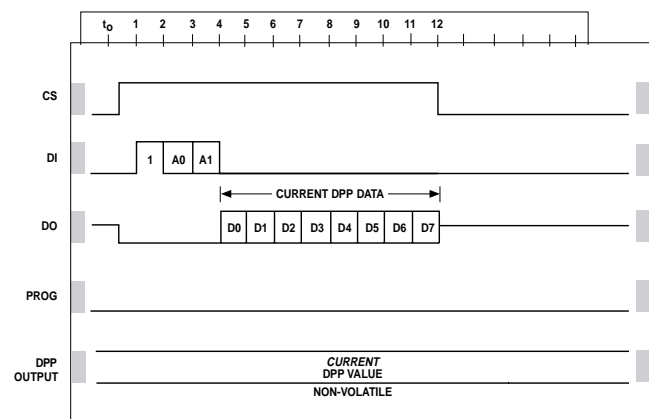 to 1 2 3 4 5 6 7 8 9 10 11 12
CS
DI
1 A0 A1
CURRENT DPP DATA
DO
D0 D1 D2 D3 D4 D5 D6 D7
PROG
DPP
OUTPUT
CURRENT
DPP VALUE
NON-VOLATILE